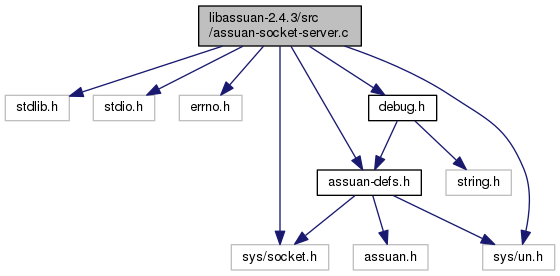 libassuan-2.4.3/src
/assuan-socket-server.c
stdlib.h
stdio.h
errno.h
debug.h
assuan-defs.h
string.h
sys/socket.h
assuan.h
sys/un.h